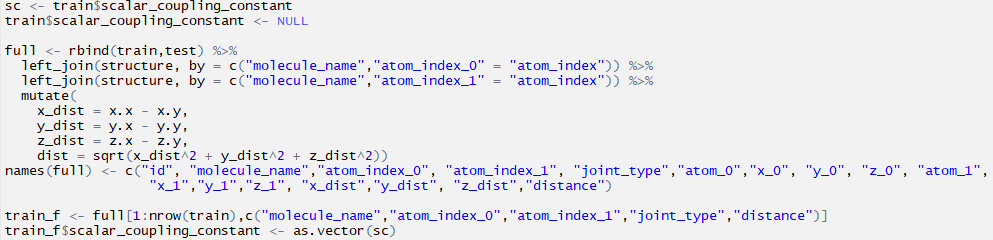 sc <- train$scalar_coupling_constant
train$scalar_coupling_constant <- NULL
full <- rbind(train,test) %>%
left_join(structure, by = c("molecule_name","atom_index_0" = "atom_index")) %>%
left_join(structure, by = c("molecule_name","atom_index_1" = "atom_index")) %>%
mutate(
x_dist = x.x - x.y,
y_dist = y.x - y.y,
z_dist = z.x - z.y,
dist = sqrt(x_dist^2 + y_dist^2 + z_dist^2))
names(full) <- c("id", "molecule_name","atom_index_0", "atom_index_1", "joint_type","atom_0","x_0", "y_0", "z_0", "atom_1",
"x_1","y_1","z_1", "x_dist","y_dist", "z_dist","distance")
train_f <- full[1:nrow(train),c("molecule_name","atom_index_0","atom_index_1","joint_type","distance")]
train_f$scalar_coupling_constant <- as.vector(sc)